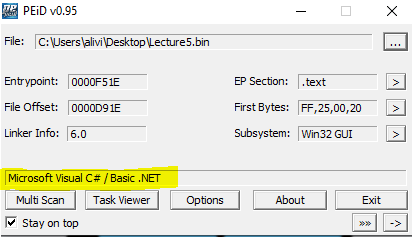 PEiD v0.95
File: C:\Users\alivi\Desktop\Lecture5.bin ...
Entrypoint: 0000F51E EP Section: .text >
File Offset: 0000D91E First Bytes: FF,25,00,20 >
Linker Info: 6.0 Subsystem: Win32 GUI >
Microsoft Visual C# / Basic .NET
Multi Scan Task Viewer Options About Exit
Stay on top »» ->